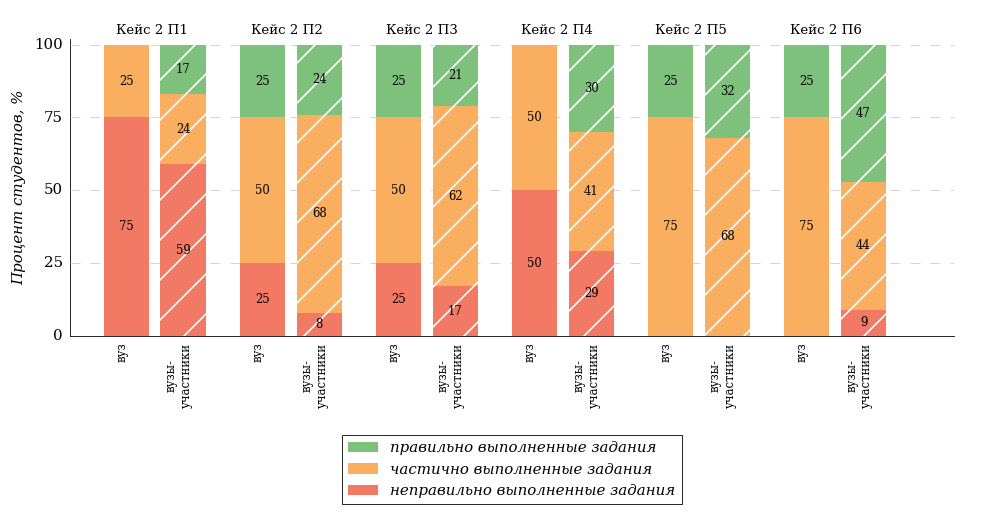 Кейс 2 П1 Кейс 2 П2 Кейс 2 П3 Кейс 2 П4 Кейс 2 П5 Кейс 2 П6
Процент студентов, %
100
75
50
25
0
25
75
17
24
59
25
50
25
24
68
8
25
50
25
21
62
17
50
50
30
41
29
25
75
32
68
25
75
47
44
9
вуз
вузы-
участники
вуз
вузы-
участники
вуз
вузы-
участники
вуз
вузы-
участники
вуз
вузы-
участники
вуз
вузы-
участники
правильно выполненные задания
частично выполненные задания
неправильно выполненные задания